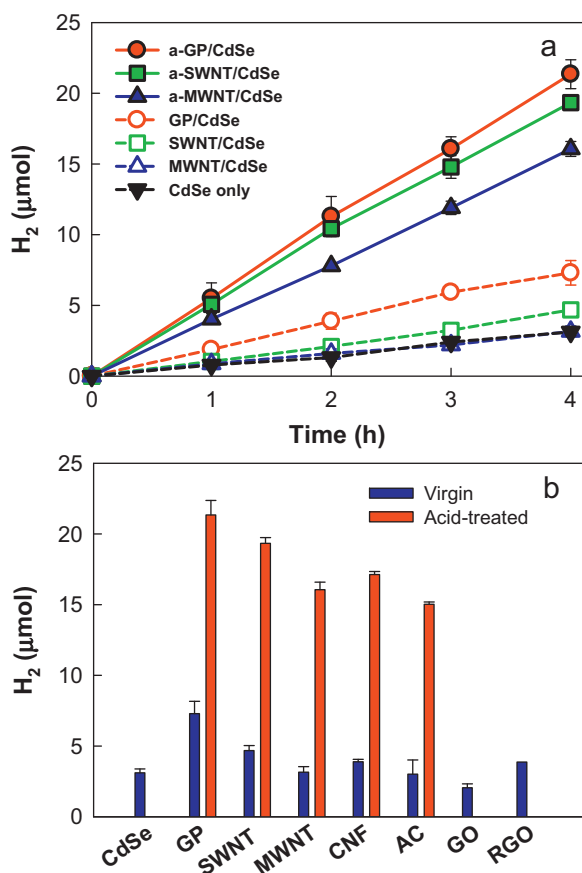 25
20
15
10
5
0
H₂ (μmol)
a-GP/CdSe
a-SWNT/CdSe
a-MWNT/CdSe
GP/CdSe
SWNT/CdSe
MWNT/CdSe
CdSe only
a
0 1 2 3 4
Time (h)
25
20
15
10
5
0
H₂ (μmol)
Virgin
Acid-treated
b
CdSe GP SWNT MWNT CNF AC GO RGO